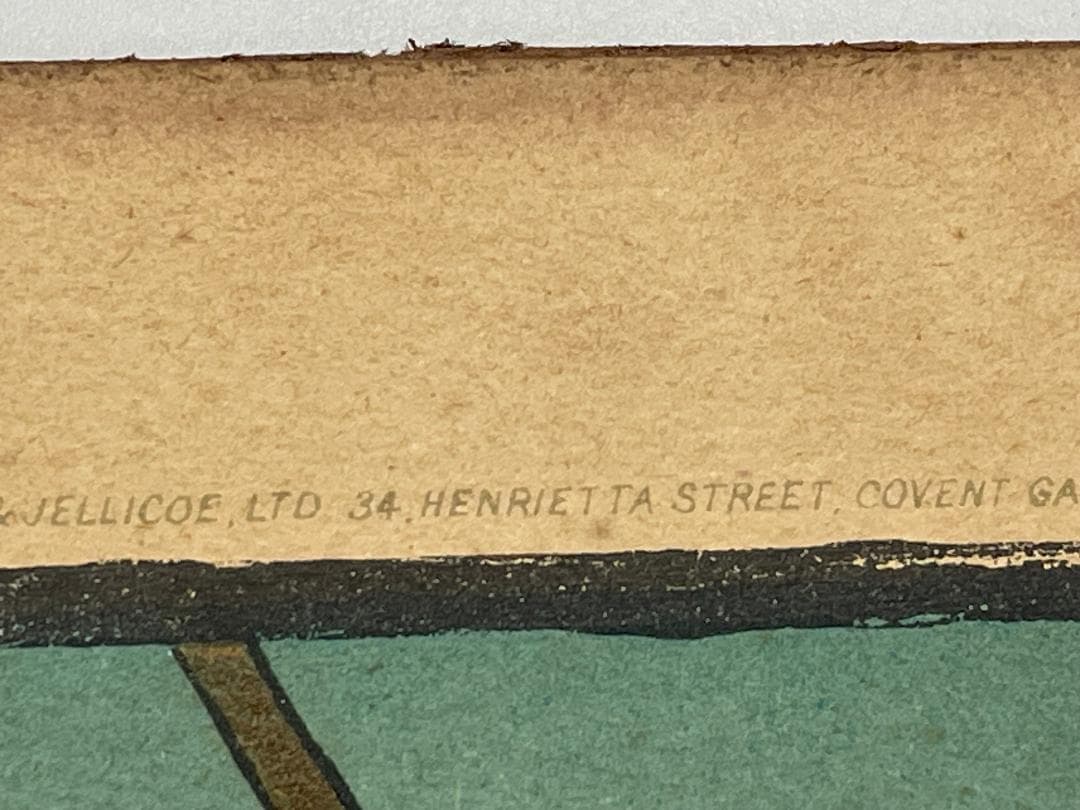 & JELLICOE, LTD 34, HENRIETTA STREET, COVENT GA